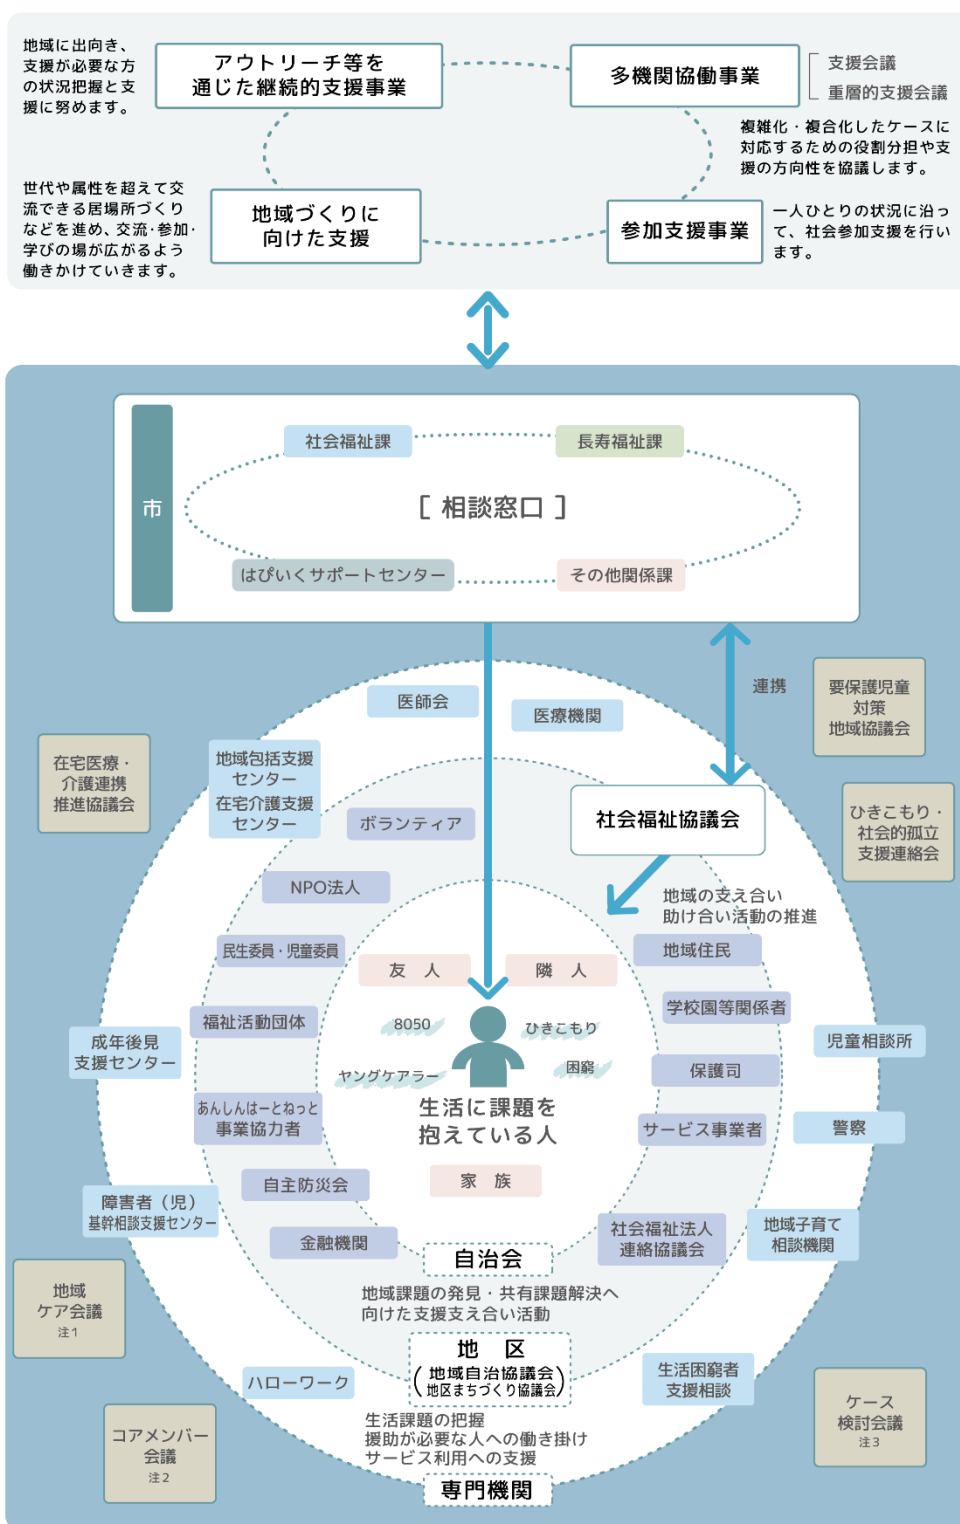 地域に出向き、
支援が必要な方
の状況把握と支
援に努めます。
アウトリーチ等を
通じた継続的支援事業
多機関協働事業
支援会議
重層的支援会議
複雑化・複合化したケースに
対応するための役割分担や支
援の方向性を協議します。
世代や属性を超えて交
流できる居場所づくり
などを進め、交流・参加・
学びの場が広がるよう
働きかけていきます。
地域づくりに
向けた支援
参加支援事業
一人ひとりの状況に沿っ
て、社会参加支援を行い
ます。
市
社会福祉課
長寿福祉課
[ 相談窓口 ]
はぴいくサポートセンター
その他関係課
連携
要保護児童
対策
地域協議会
医師会
医療機関
在宅医療・
介護連携
推進協議会
地域包括支援
センター
在宅介護支援
センター
ボランティア
社会福祉協議会
ひきこもり・
社会的孤立
支援連絡会
NPO法人
地域の支え合い
助け合い活動の推進
民生委員・児童委員
地域住民
友　人
隣　人
福祉活動団体
8050
ひきこもり
学校園等関係者
成年後見
支援センター
児童相談所
ヤングケアラー
困窮
保護司
生活に課題を
抱えている人
あんしんはーとねっと
事業協力者
サービス事業者
警察
家　族
自主防災会
障害者（児）
基幹相談支援センター
金融機関
社会福祉法人
連絡協議会
地域子育て
相談機関
自治会
地域課題の発見・共有課題解決へ
向けた支援支え合い活動
地域
ケア会議
注1
地　区
(地域自治協議会
地区まちづくり協議会)
ハローワーク
生活困窮者
支援相談
生活課題の把握
援助が必要な人への働き掛け
サービス利用への支援
コアメンバー
会議
注2
ケース
検討会議
注3
専門機関